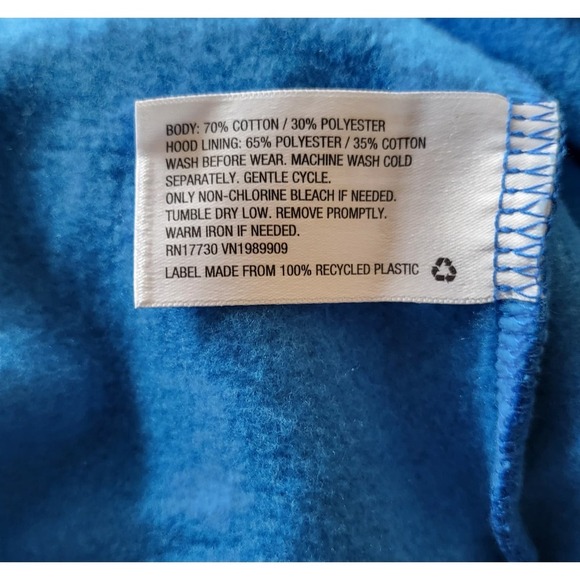 BODY: 70% COTTON / 30% POLYESTER
HOOD LINING: 65% POLYESTER / 35% COTTON
WASH BEFORE WEAR. MACHINE WASH COLD
SEPARATELY. GENTLE CYCLE.
ONLY NON-CHLORINE BLEACH IF NEEDED.
TUMBLE DRY LOW. REMOVE PROMPTLY.
WARM IRON IF NEEDED.
RN17730 VN1989909
LABEL MADE FROM 100% RECYCLED PLASTIC